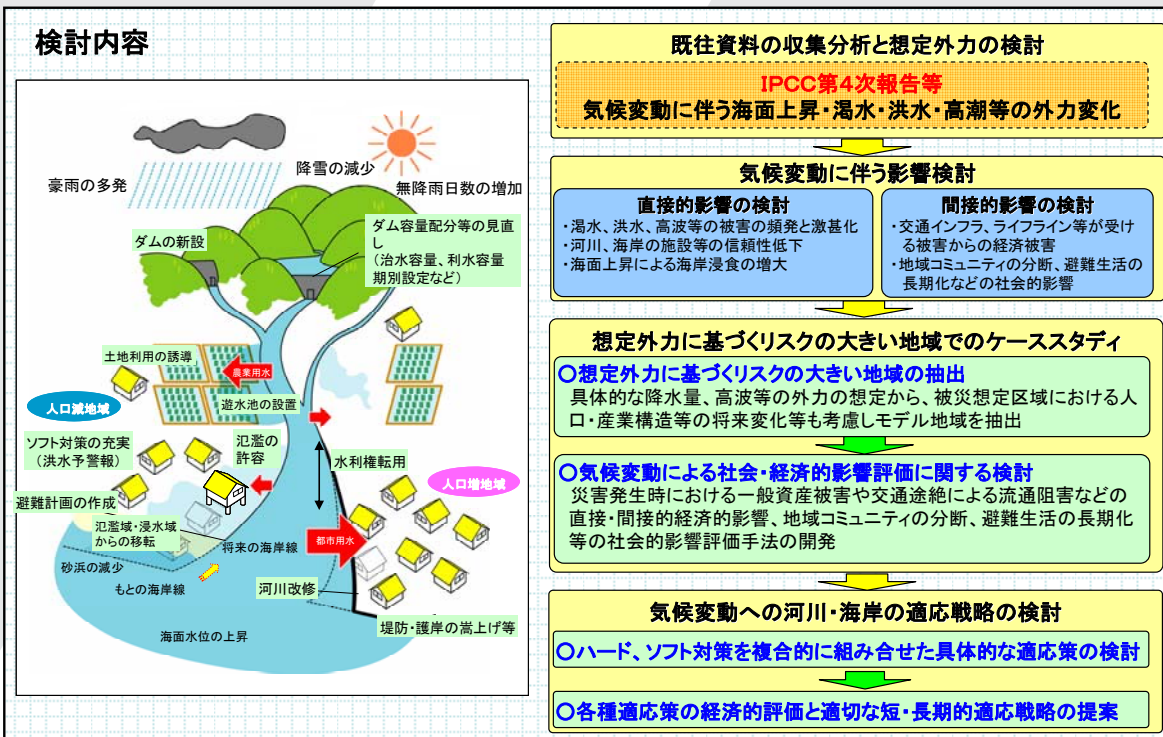 検討内容
豪雨の多発
降雪の減少
無降雨日数の増加
ダムの新設
ダム容量配分等の見直
し
(治水容量、利水容量
期別設定など)
土地利用の誘導
農業用水
人口減地域
遊水池の設置
ソフト対策の充実
(洪水予警報)
氾濫の
許容
水利権転用
人口増地域
避難計画の作成
氾濫域・浸水域
からの移転
将来の海岸線
都市用水
砂浜の減少
もとの海岸線
河川改修
堤防・護岸の嵩上げ等
海面水位の上昇
既往資料の収集分析と想定外力の検討
IPCC第4次報告等
気候変動に伴う海面上昇・渇水・洪水・高潮等の外力変化
気候変動に伴う影響検討
直接的影響の検討
・渇水、洪水、高波等の被害の頻発と激甚化
・河川、海岸の施設等の信頼性低下
・海面上昇による海岸浸食の増大
間接的影響の検討
・交通インフラ、ライフライン等が受け
る被害からの経済被害
・地域コミュニティの分断、避難生活の
長期化などの社会的影響
想定外力に基づくリスクの大きい地域でのケーススタディ
○想定外力に基づくリスクの大きい地域の抽出
具体的な降水量、高波等の外力の想定から、被災想定区域における人
口・産業構造等の将来変化等も考慮しモデル地域を抽出
○気候変動による社会・経済的影響評価に関する検討
災害発生時における一般資産被害や交通途絶による流通阻害などの
直接・間接的経済的影響、地域コミュニティの分断、避難生活の長期化
等の社会的影響評価手法の開発
気候変動への河川・海岸の適応戦略の検討
○ハード、ソフト対策を複合的に組み合せた具体的な適応策の検討
○各種適応策の経済的評価と適切な短・長期的適応戦略の提案